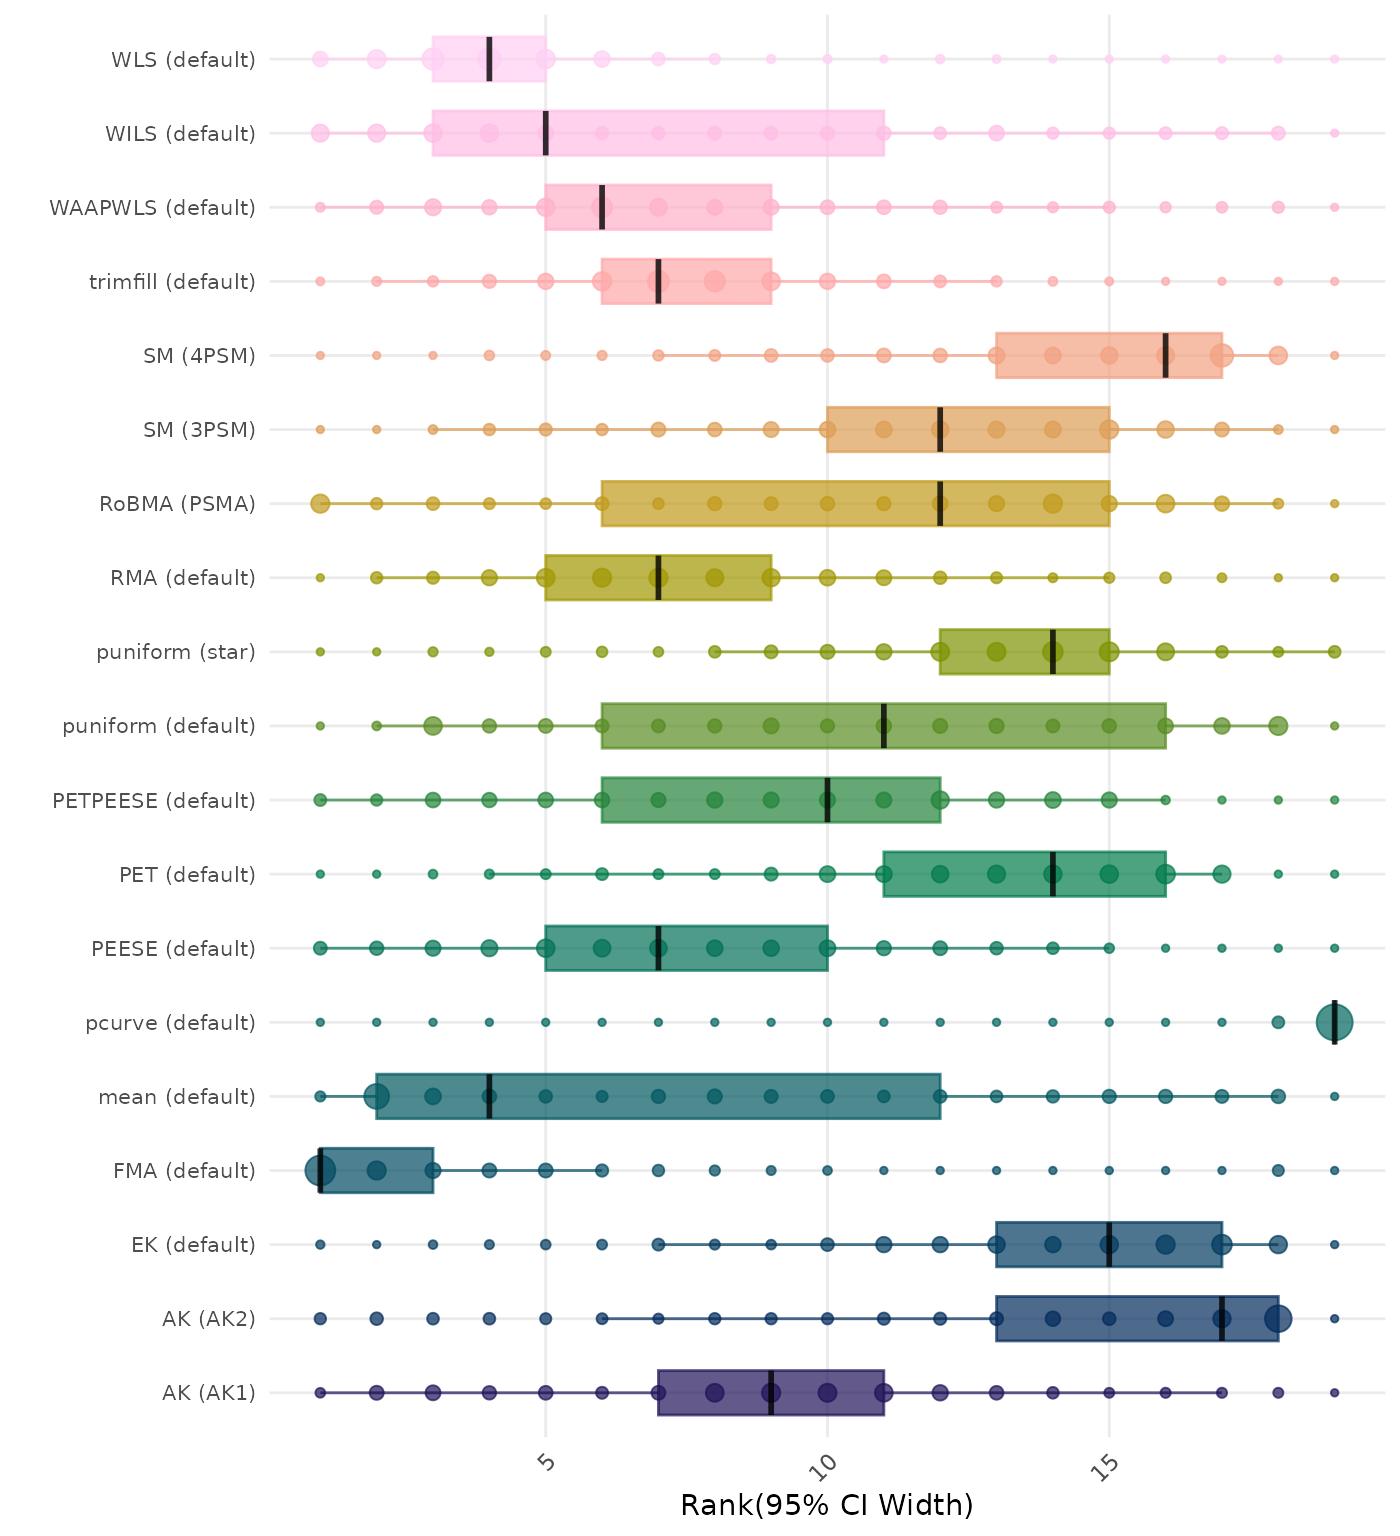 WLS (default)
WILS (default)
WAAPWLS (default)
trimfill (default)
SM (4PSM)
SM (3PSM)
RoBMA (PSMA)
RMA (default)
puniform (star)
puniform (default)
PETPEESE (default)
PET (default)
PEESE (default)
pcurve (default)
mean (default)
FMA (default)
EK (default)
AK (AK2)
AK (AK1)
5 10 15
Rank(95% CI Width)